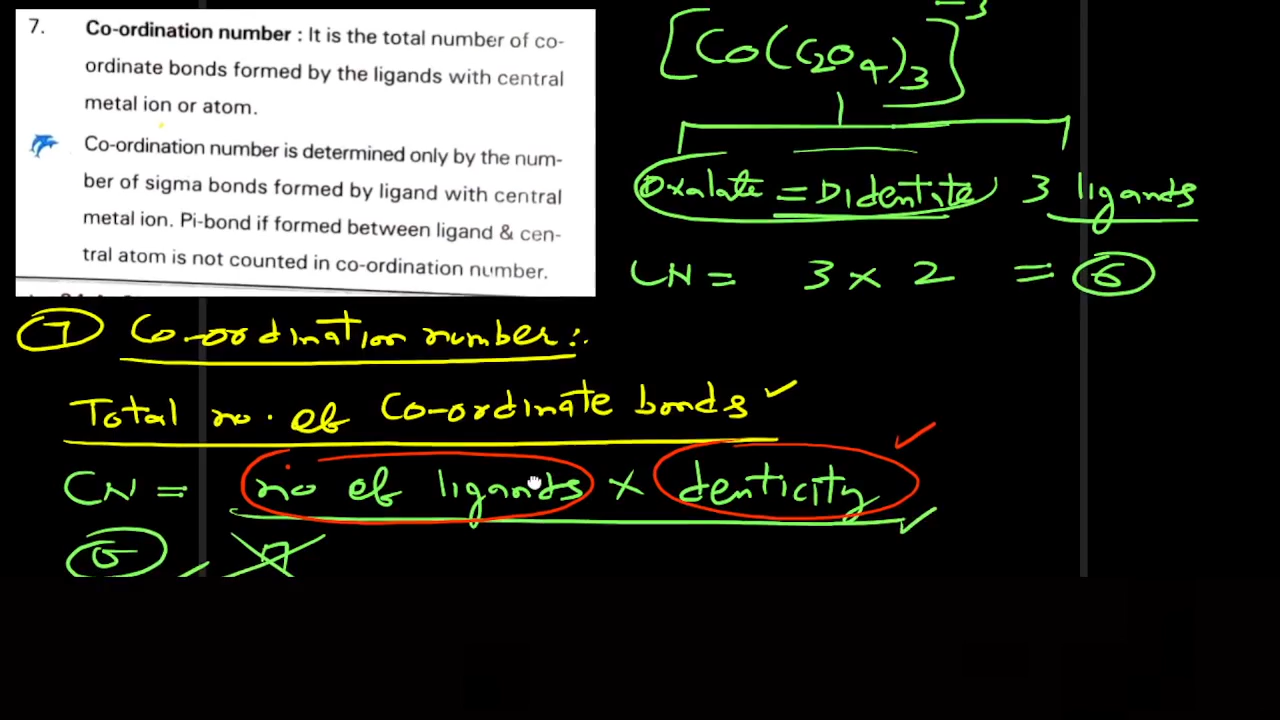 7. Co-ordination number : It is the total number of co-
ordinate bonds formed by the ligands with central
metal ion or atom.
Co-ordination number is determined only by the num-
ber of sigma bonds formed by ligand with central
metal ion. Pi-bond if formed between ligand & cen-
tral atom is not counted in co-ordination number.
[Co(C2O4)3]-3
Oxalate = Didentate 3 ligands
CN = 3 × 2 = 6
7 Co-ordination number :.
Total no. of Co-ordinate bonds ✓
CN = no of ligands × denticity
σ